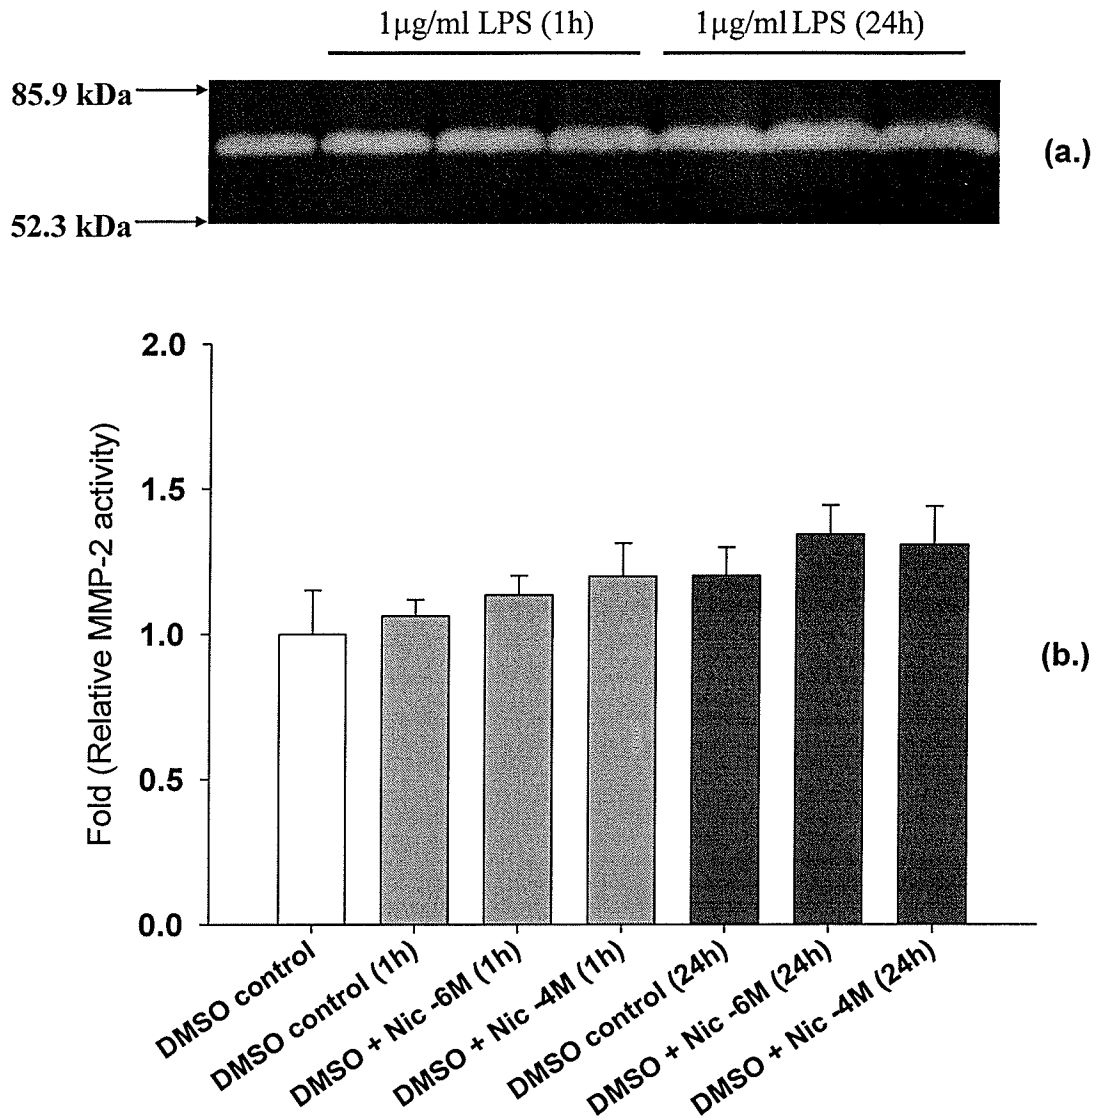 1µg/ml LPS (1h)
1µg/ml LPS (24h)
85.9 kDa
(a.)
52.3 kDa
2.0
1.5
1.0
0.5
0.0
Fold (Relative MMP-2 activity)
(b.)
DMSO control
DMSO control (1h)
DMSO + Nic -6M (1h)
DMSO + Nic -4M (1h)
DMSO control (24h)
DMSO + Nic -6M (24h)
DMSO + Nic -4M (24h)